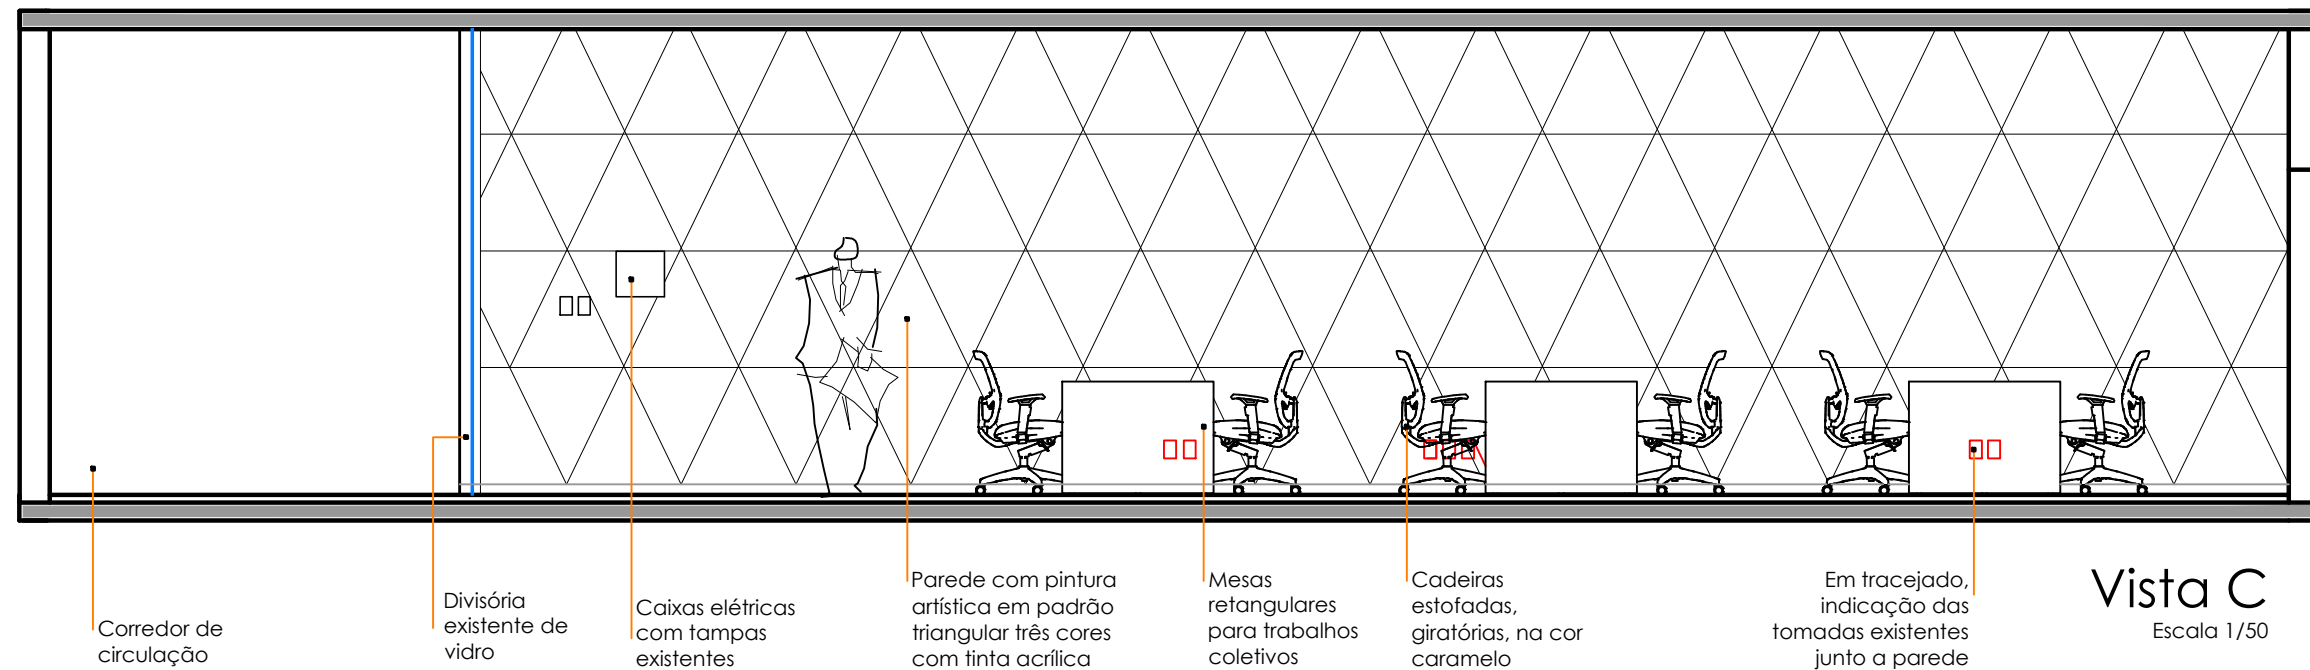 Corredor de
circulação
Divisória
existente de
vidro
Caixas elétricas
com tampas
existentes
Parede com pintura
artística em padrão
triangular três cores
com tinta acrílica
Mesas
retangulares
para trabalhos
coletivos
Cadeiras
estofadas,
giratórias, na cor
caramelo
Em tracejado,
indicação das
tomadas existentes
junto a parede
Vista C
Escala 1/50